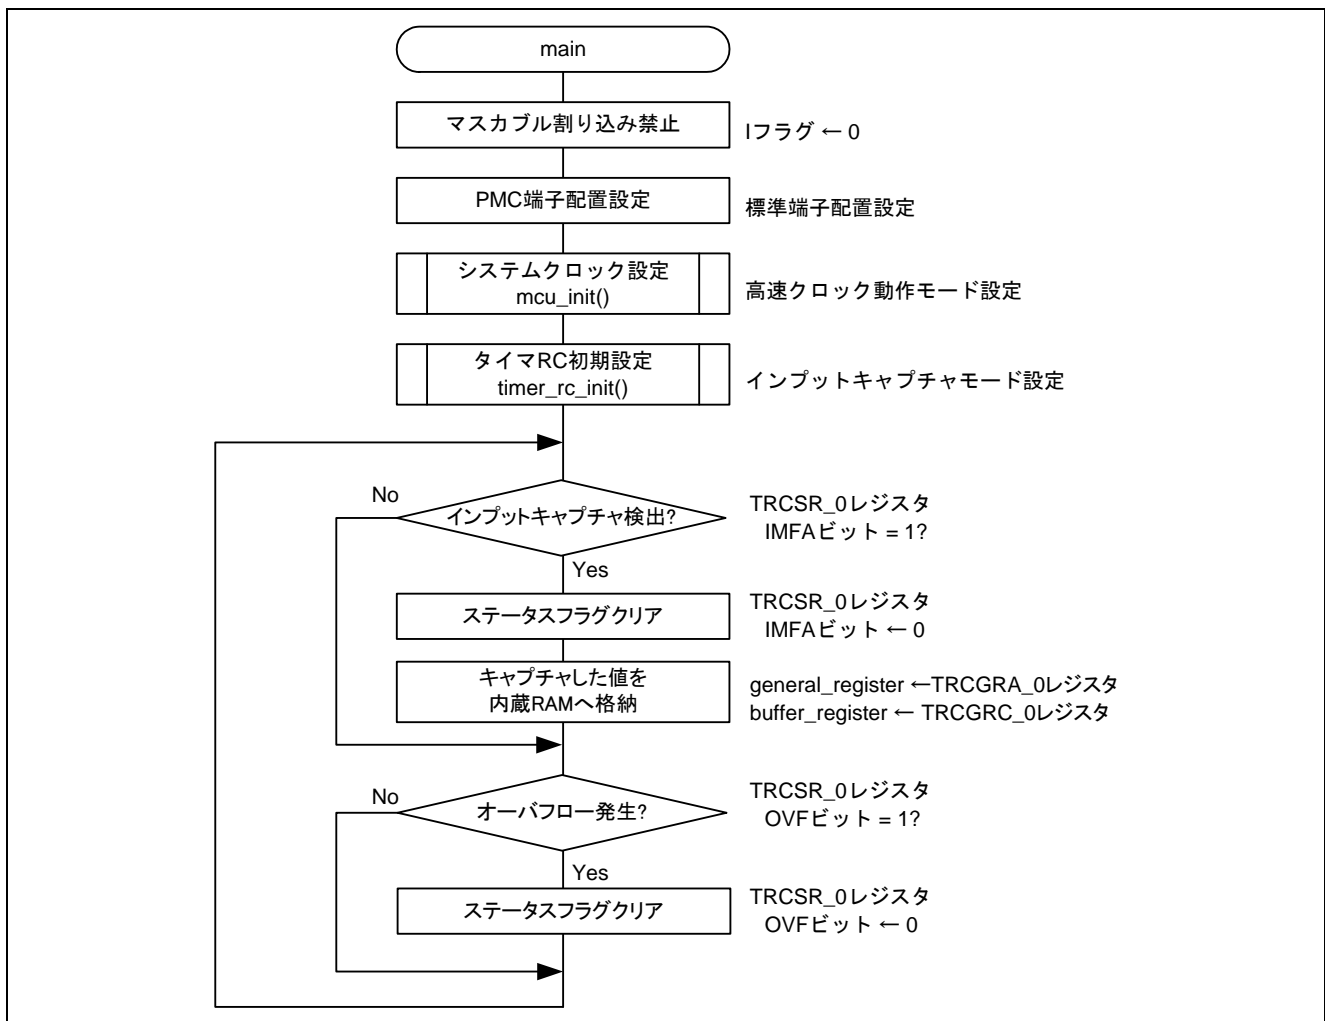 main
マスカブル割り込み禁止
Iフラグ ← 0
PMC端子配置設定
標準端子配置設定
システムクロック設定
mcu_init()
高速クロック動作モード設定
タイマRC初期設定
timer_rc_init()
インプットキャプチャモード設定
No
インプットキャプチャ検出?
TRCSR_0レジスタ
IMFAビット = 1?
Yes
ステータスフラグクリア
TRCSR_0レジスタ
IMFAビット ← 0
キャプチャした値を
内蔵RAMへ格納
general_register ←TRCGRA_0レジスタ
buffer_register ← TRCGRC_0レジスタ
No
オーバフロー発生?
TRCSR_0レジスタ
OVFビット = 1?
Yes
ステータスフラグクリア
TRCSR_0レジスタ
OVFビット ← 0